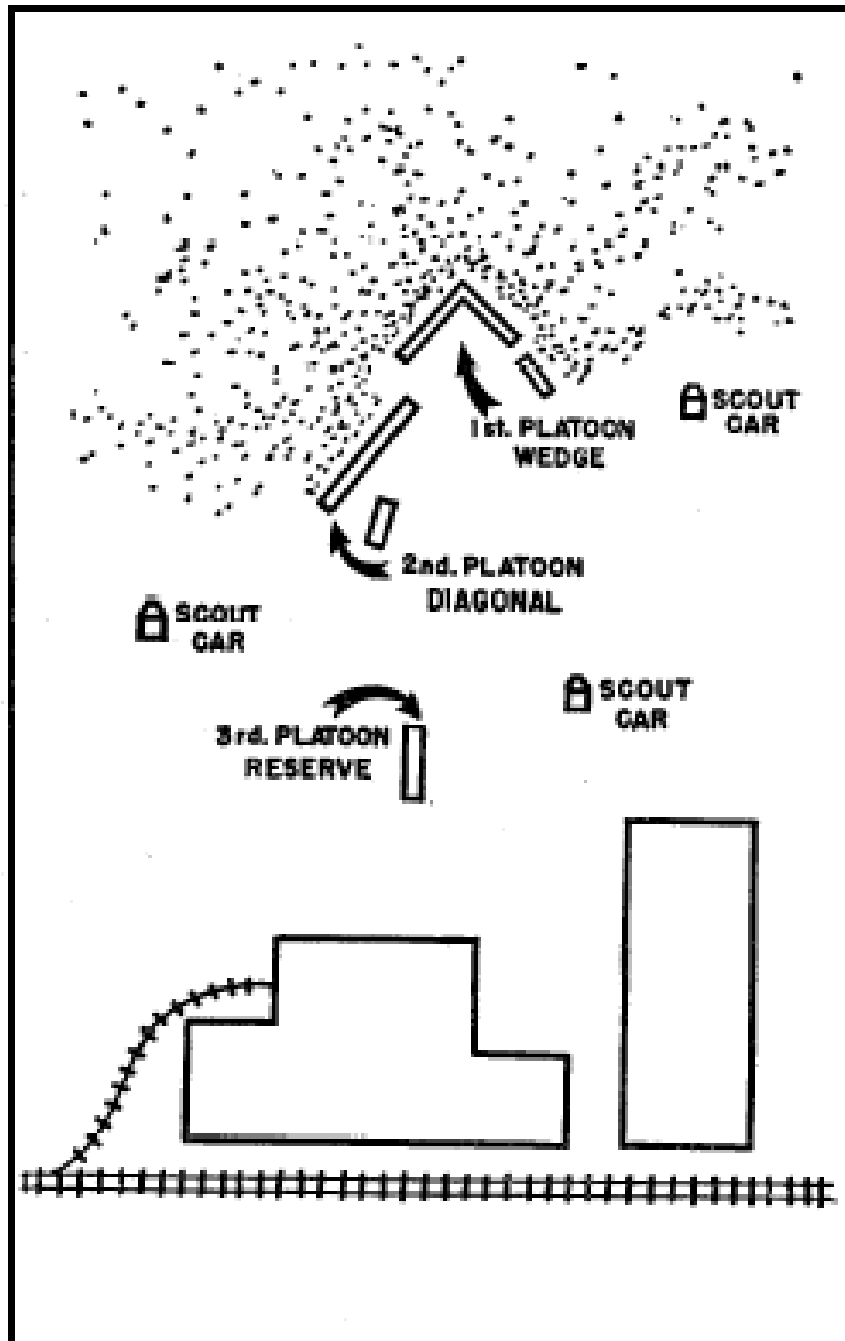 SCOUT
CAR
1st. PLATOON
WEDGE
2nd. PLATOON
DIAGONAL
SCOUT
CAR
SCOUT
CAR
3rd. PLATOON
RESERVE